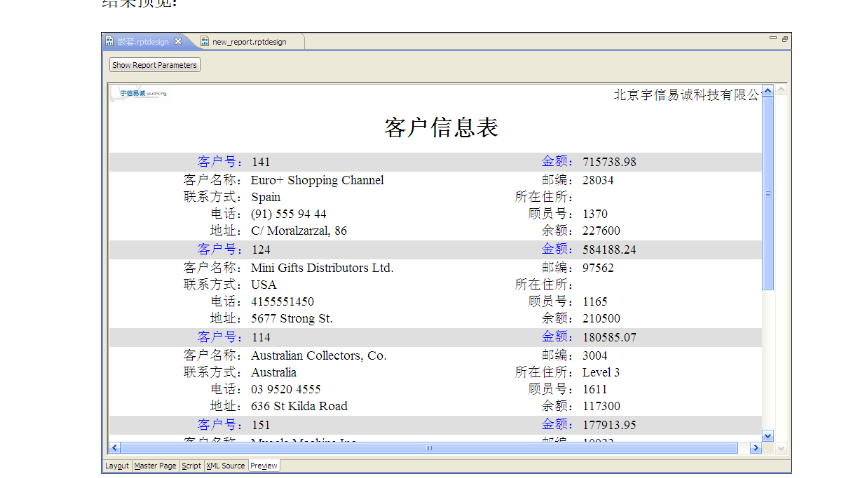 结果预览:
嵌套.rptdesign new_report.rptdesign
Show Report Parameters
宇信易诚 yuchengcn 北京宇信易诚科技有限公
客户信息表
客户号: 141 金额: 715738.98
客户名称: Euro+ Shopping Channel 邮编: 28034
联系方式: Spain 所在住所:
电话: (91) 555 94 44 顾员号: 1370
地址: C/ Moralzarzal, 86 余额: 227600
客户号: 124 金额: 584188.24
客户名称: Mini Gifts Distributors Ltd. 邮编: 97562
联系方式: USA 所在住所:
电话: 4155551450 顾员号: 1165
地址: 5677 Strong St. 余额: 210500
客户号: 114 金额: 180585.07
客户名称: Australian Collectors, Co. 邮编: 3004
联系方式: Australia 所在住所: Level 3
电话: 03 9520 4555 顾员号: 1611
地址: 636 St Kilda Road 余额: 117300
客户号: 151 金额: 177913.95
客户名称: 邮编:
Layout Master Page Script XML Source Preview